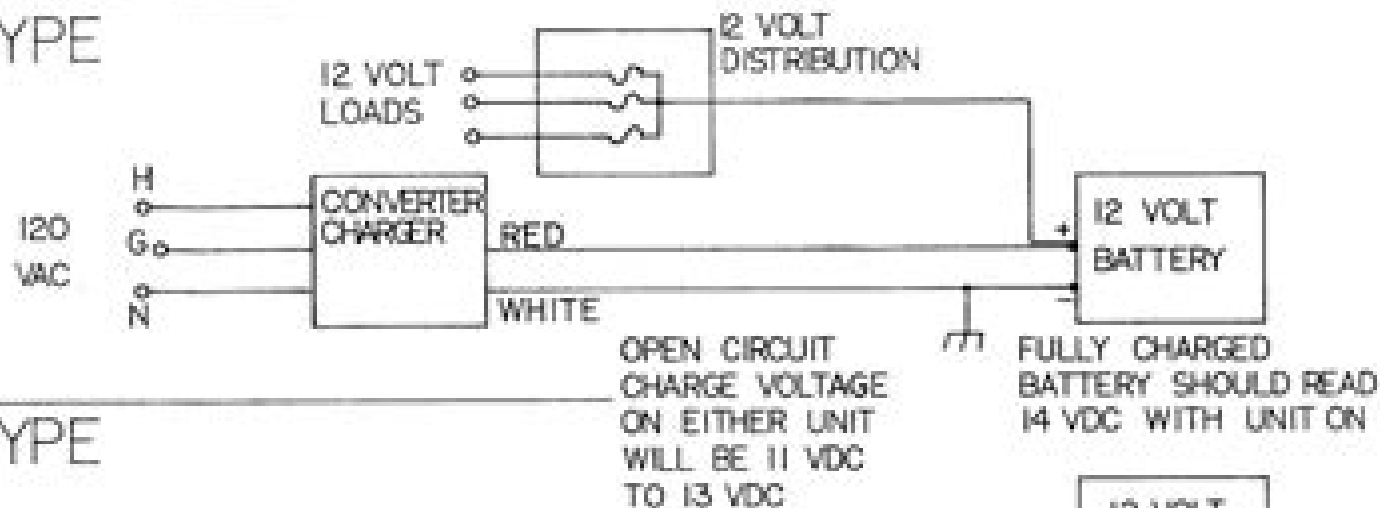 YPE
12 VOLT
DISTRIBUTION
12 VOLT
LOADS
H
120
VAC
G
N
CONVERTER
CHARGER
RED
WHITE
+
12 VOLT
BATTERY
-
OPEN CIRCUIT
CHARGE VOLTAGE
ON EITHER UNIT
WILL BE 11 VDC
TO 13 VDC
FULLY CHARGED
BATTERY SHOULD READ
14 VDC WITH UNIT ON
YPE
12 VOLT